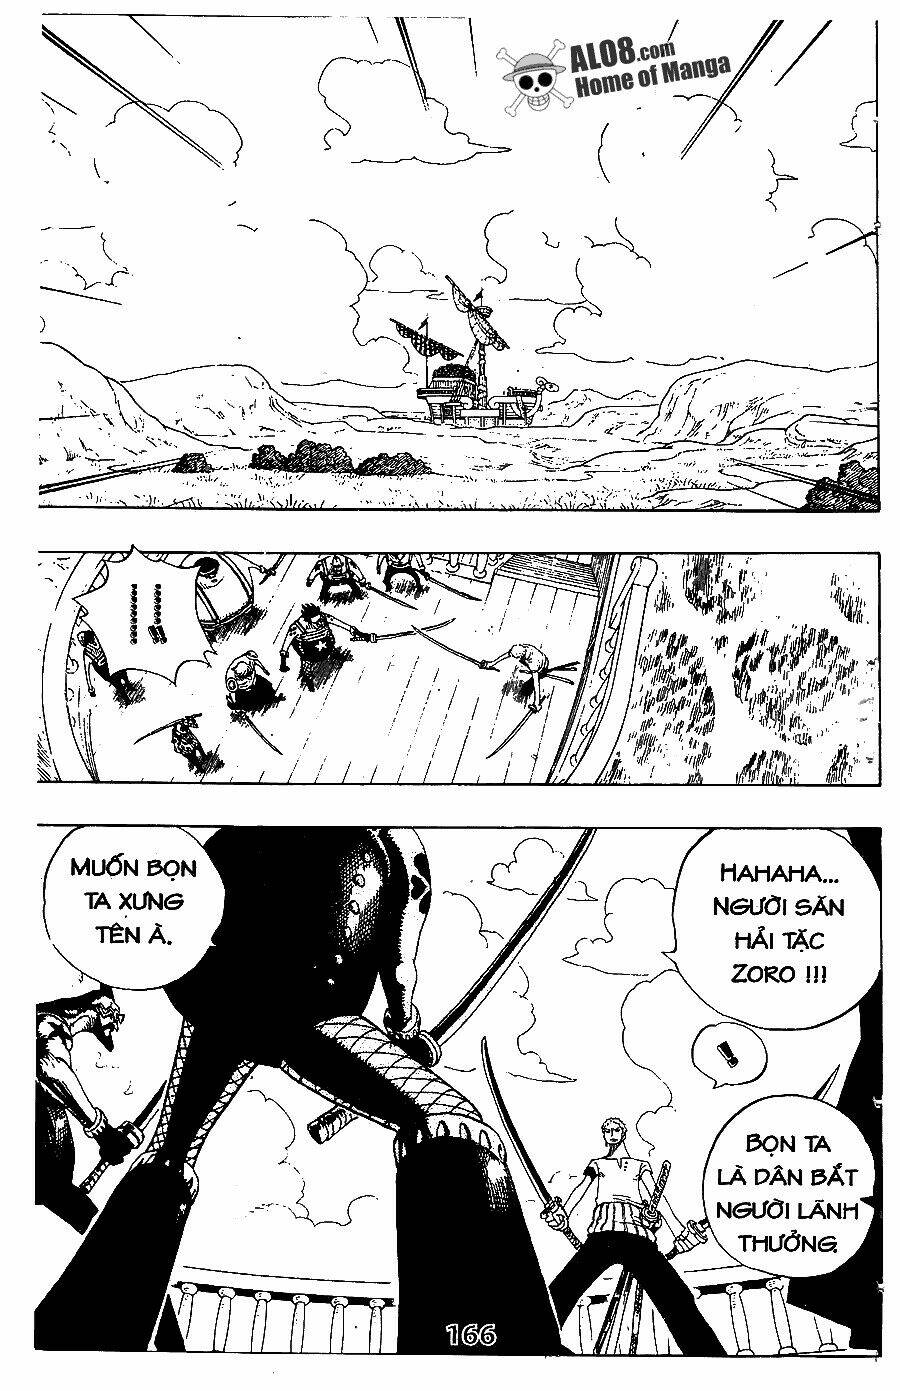 ALO8.com
Home of Manga
MUỐN BỌN
TA XƯNG
TÊN À.
HAHAHA...
NGƯỜI SĂN
HẢI TẶC
ZORO !!!
BỌN TA
LÀ DÂN BẮT
NGƯỜI LÃNH
THƯỞNG.
166